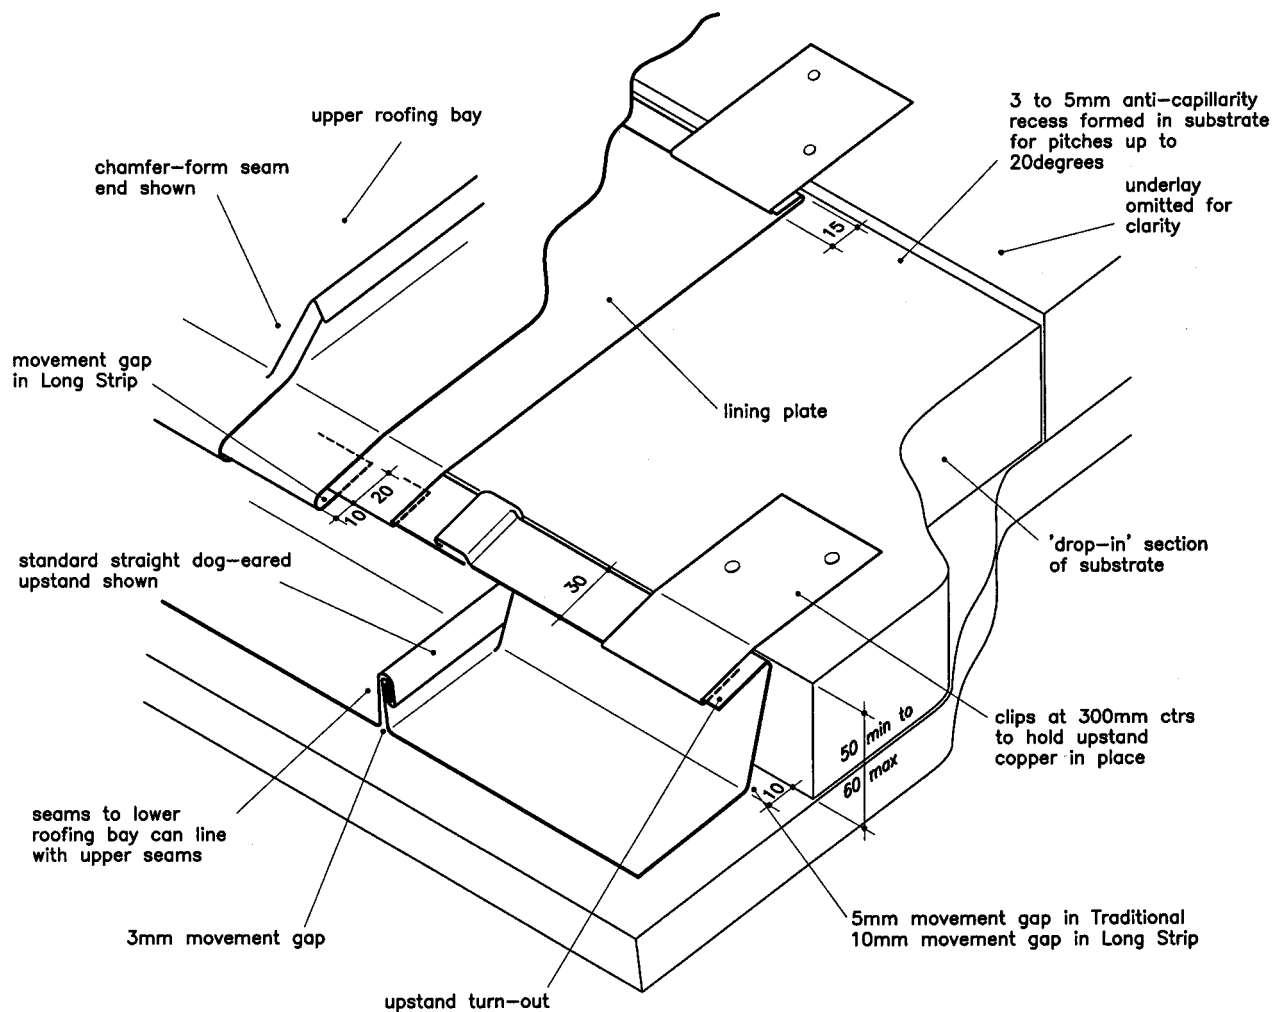 upper roofing bay
chamfer-form seam
end shown
3 to 5mm anti-capillarity
recess formed in substrate
for pitches up to
20degrees
underlay
omitted for
clarity
15
movement gap
in Long Strip
lining plate
20
10
standard straight dog-eared
upstand shown
30
'drop-in' section
of substrate
50 min to
60 max
clips at 300mm ctrs
to hold upstand
copper in place
10
seams to lower
roofing bay can line
with upper seams
3mm movement gap
5mm movement gap in Traditional
10mm movement gap in Long Strip
upstand turn-out